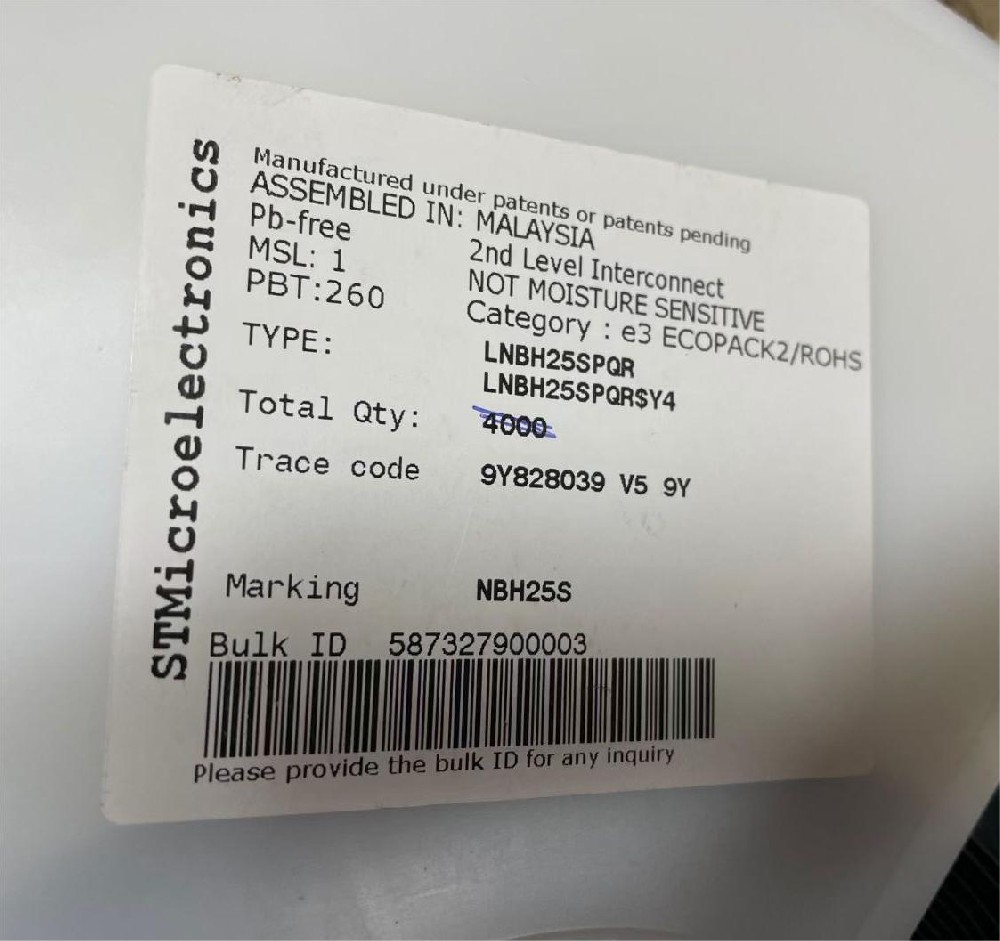 STMicroelectronics
Manufactured under patents or patents pending
ASSEMBLED IN: MALAYSIA
Pb-free 2nd Level Interconnect
MSL: 1 NOT MOISTURE SENSITIVE
PBT:260 Category : e3 ECOPACK2/ROHS
TYPE: LNBH25SPQR
LNBH25SPQR$Y4
Total Qty: 4000
Trace code 9Y828039 V5 9Y
Marking NBH25S
Bulk ID 587327900003
Please provide the bulk ID for any inquiry